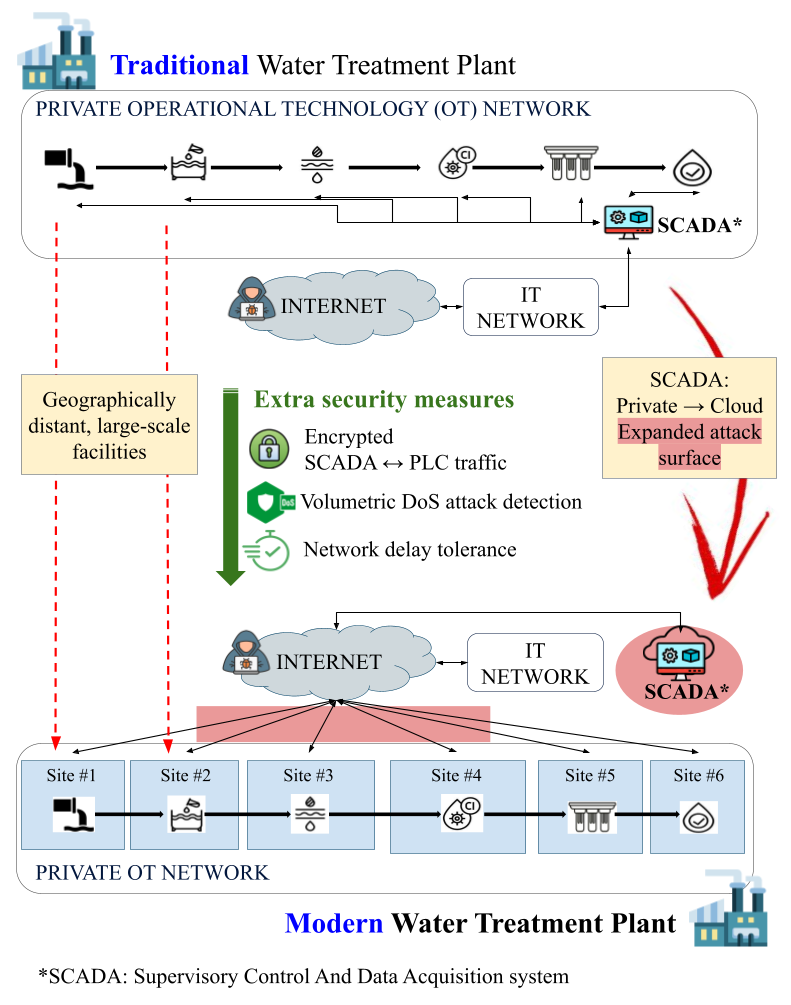 Traditional Water Treatment Plant
PRIVATE OPERATIONAL TECHNOLOGY (OT) NETWORK
Cl
SCADA*
INTERNET
IT
NETWORK
Geographically
distant, large-scale
facilities
SCADA:
Private → Cloud
Expanded attack
surface
Extra security measures
Encrypted
SCADA ↔ PLC traffic
DoS
Volumetric DoS attack detection
Network delay tolerance
INTERNET
IT
NETWORK
SCADA*
Site #1
Site #2
Site #3
Site #4
Site #5
Site #6
Cl
PRIVATE OT NETWORK
Modern Water Treatment Plant
*SCADA: Supervisory Control And Data Acquisition system